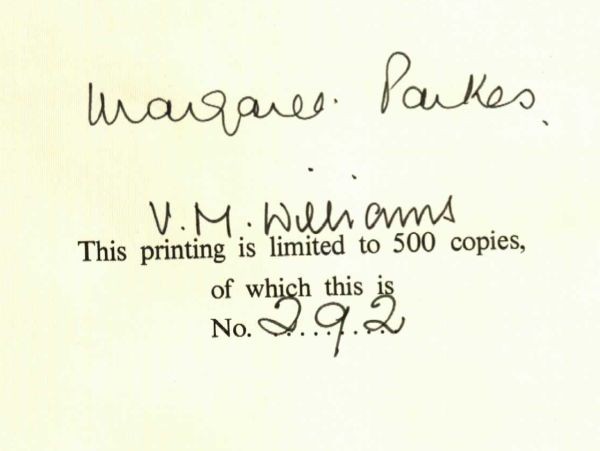 Margaret Parkes.
V. M. Williams
This printing is limited to 500 copies,
of which this is
No. 292